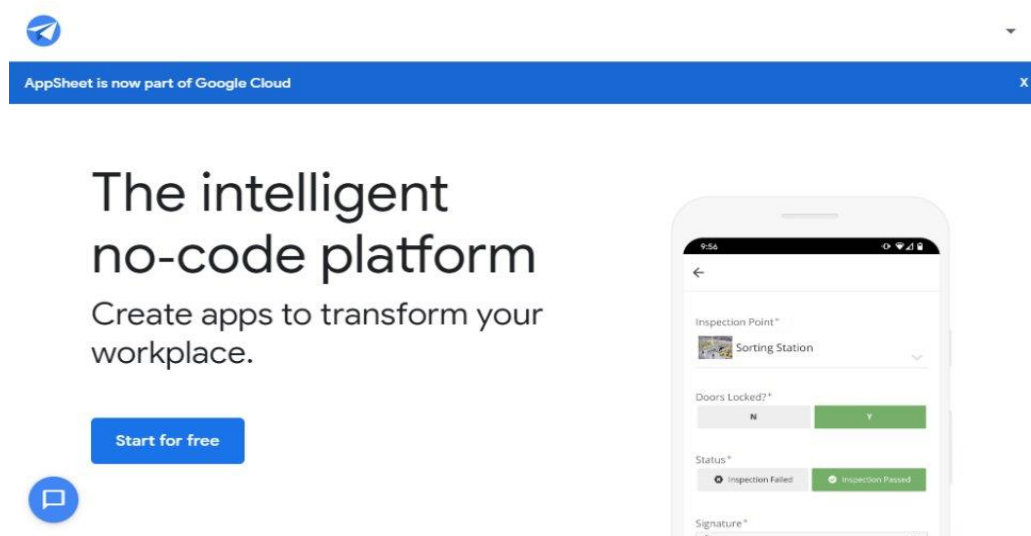 AppSheet is now part of Google Cloud
X
The intelligent
no-code platform
Create apps to transform your
workplace.
Start for free
9:56
Inspection Point*
Sorting Station
Doors Locked?*
N
Y
Status*
Inspection Failed
Inspection Passed
Signature*